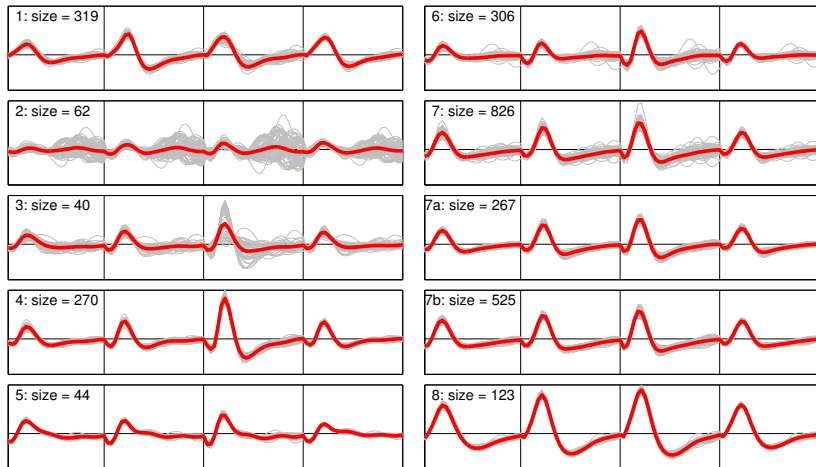 1: size = 319
2: size = 62
3: size = 40
4: size = 270
5: size = 44
6: size = 306
7: size = 826
7a: size = 267
7b: size = 525
8: size = 123